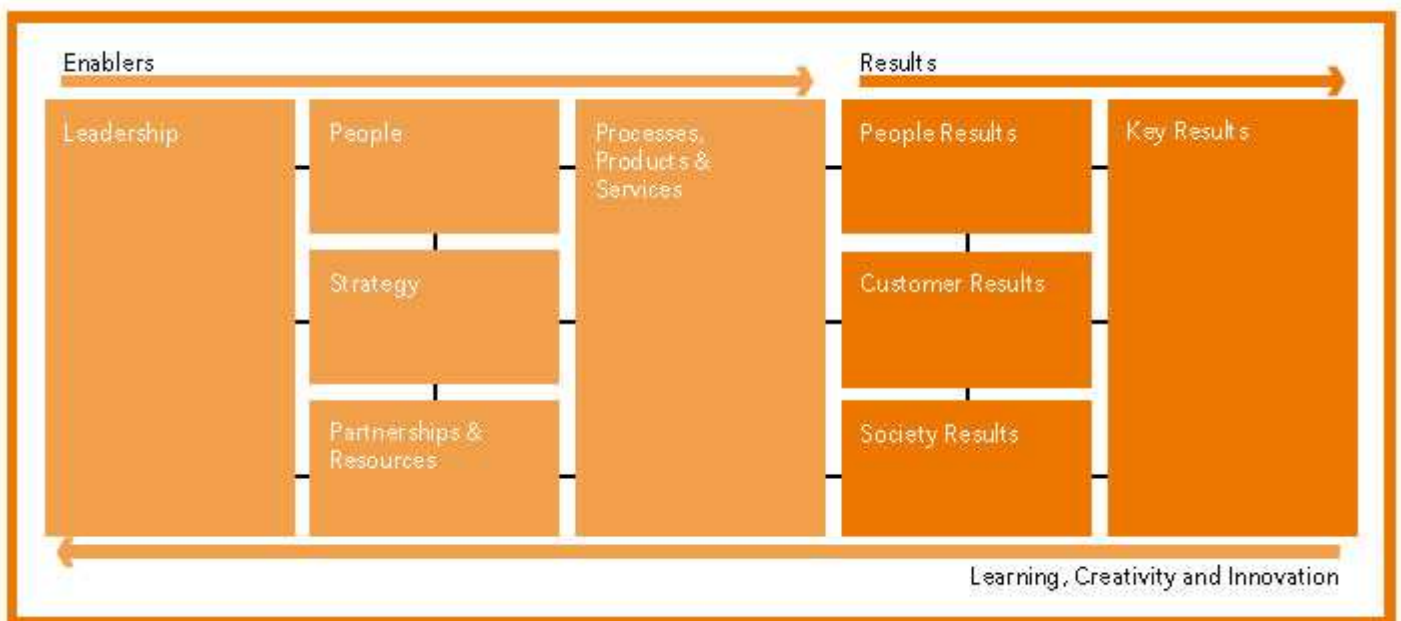 Enablers
Results
Leadership
People
Processes,
Products &
Services
People Results
Key Results
Strategy
Customer Results
Partnerships &
Resources
Society Results
Learning, Creativity and Innovation